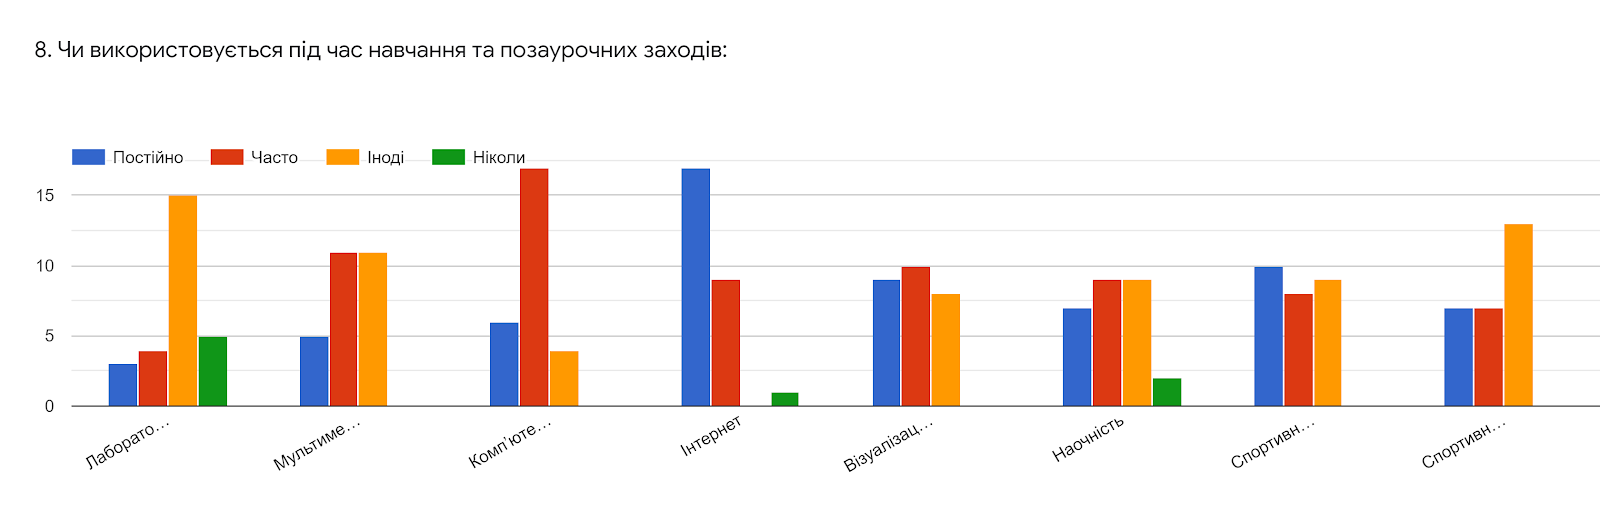 8. Чи використовується під час навчання та позаурочних заходів:
Постійно Часто Іноді Ніколи
15
10
5
0
Лаборато...
Мультиме...
Комп'юте...
Інтернет
Візуалізац...
Наочність
Спортивн...
Спортивн...